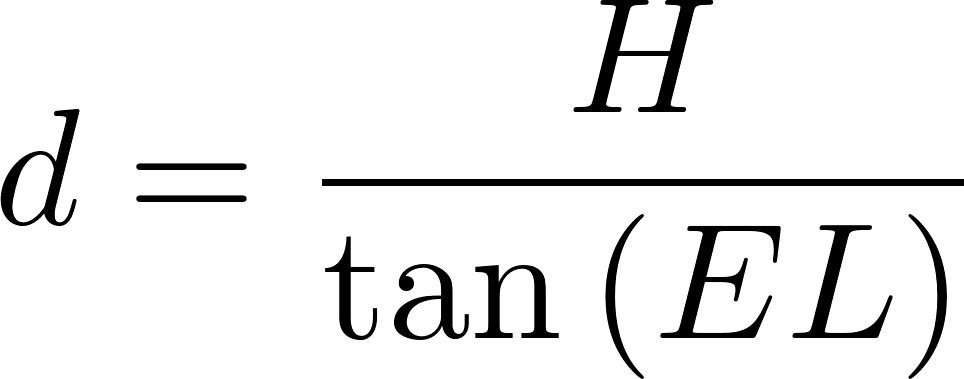 d = H / tan (EL)